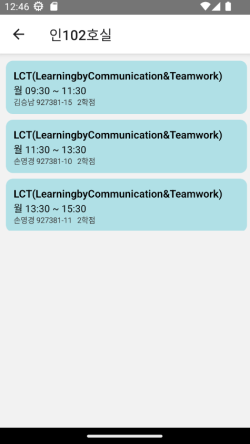 12:46
인102호실
LCT(LearningbyCommunication&Teamwork)
월 09:30 ~ 11:30
김승남 927381-15 2학점
LCT(LearningbyCommunication&Teamwork)
월 11:30 ~ 13:30
손영경 927381-10 2학점
LCT(LearningbyCommunication&Teamwork)
월 13:30 ~ 15:30
손영경 927381-11 2학점